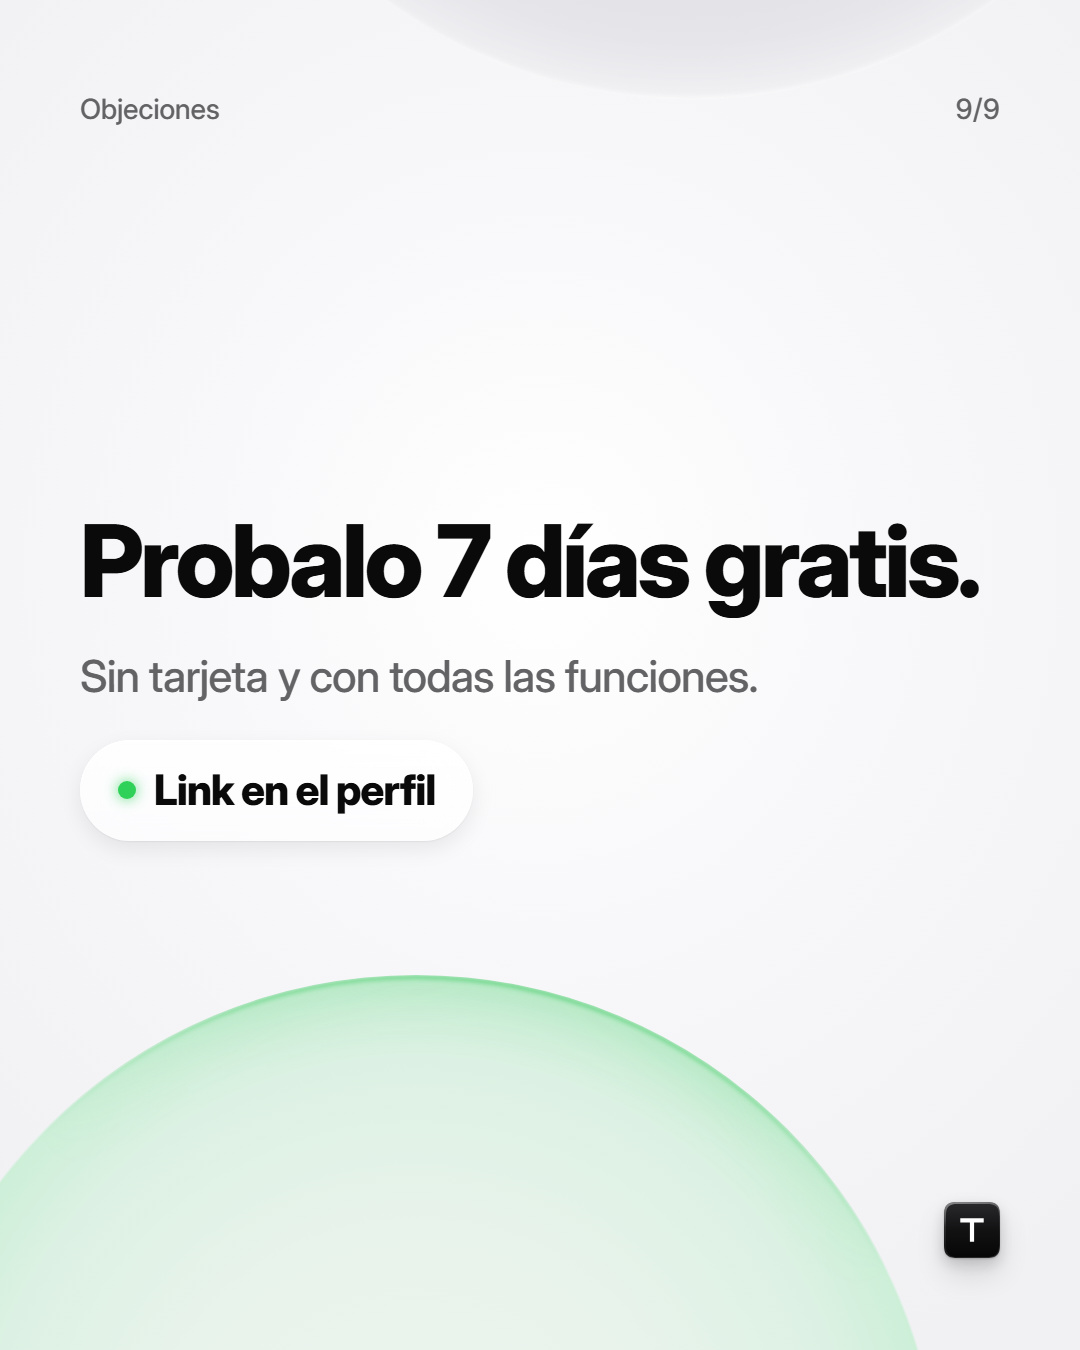 Objeciones
9/9
Probalo 7 días gratis.
Sin tarjeta y con todas las funciones.
Link en el perfil
T